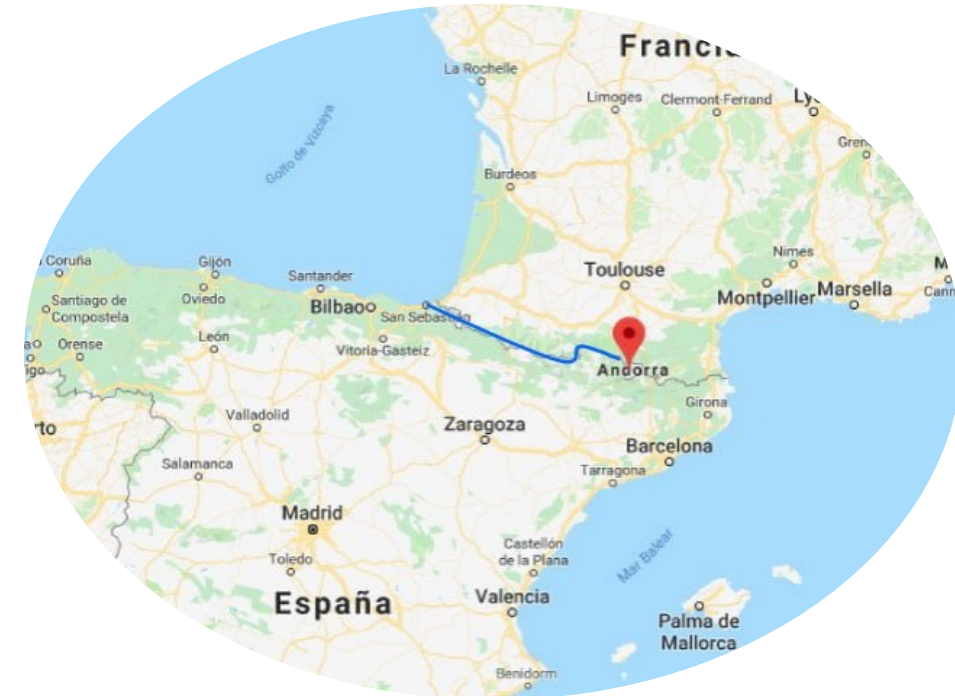 Francia
La Rochelle
Limoges
Clermont-Ferrand
Golfo de Vizcaya
Burdeos
Nimes
Coruña
Gijón
Toulouse
Santander
Montpellier
Marsella
Oviedo
Santiago de
Compostela
Bilbao
San Sebastián
León
Orense
Vitoria-Gasteiz
Andorra
Girona
Valladolid
Zaragoza
Barcelona
Salamanca
Tarragona
Madrid
Castellón
de la Plana
Mar Balear
Toledo
España
Valencia
Palma de
Mallorca
Benidorm